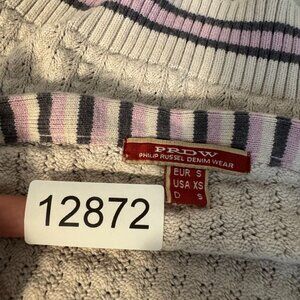 PRDW
PHILIP RUSSEL DENIM WEAR
EUR S
USA XS
D S
12872